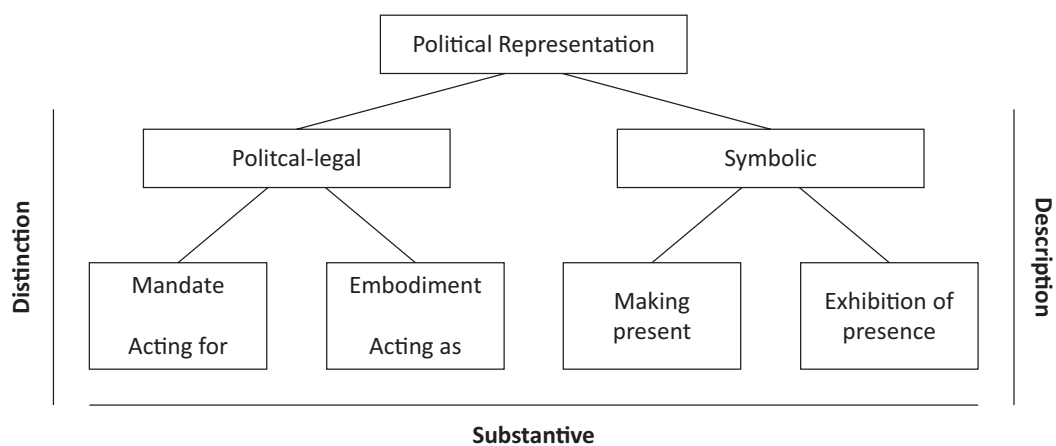 Political Representation
Politcal-legal
Symbolic
Distinction
Description
Mandate
Acting for
Embodiment
Acting as
Making
present
Exhibition of
presence
Substantive